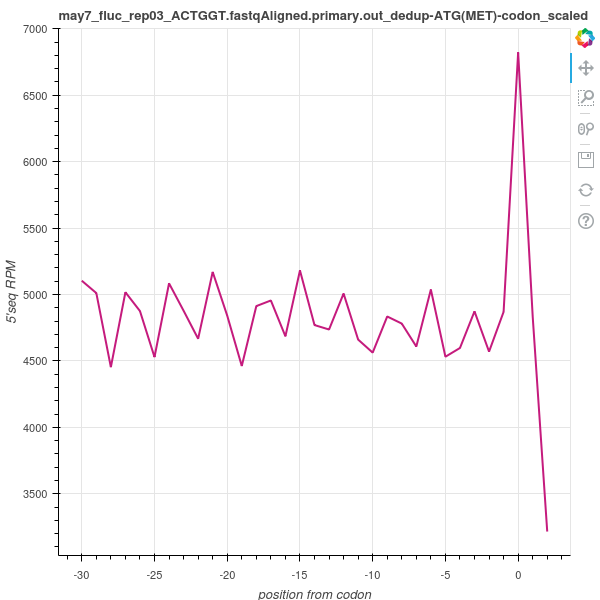 may7_fluc_rep03_ACTGGT.fastqAligned.primary.out_dedup-ATG(MET)-codon_scaled
7000
6500
6000
5500
5000
4500
4000
3500
5'seq RPM
-30 -25 -20 -15 -10 -5 0
position from codon